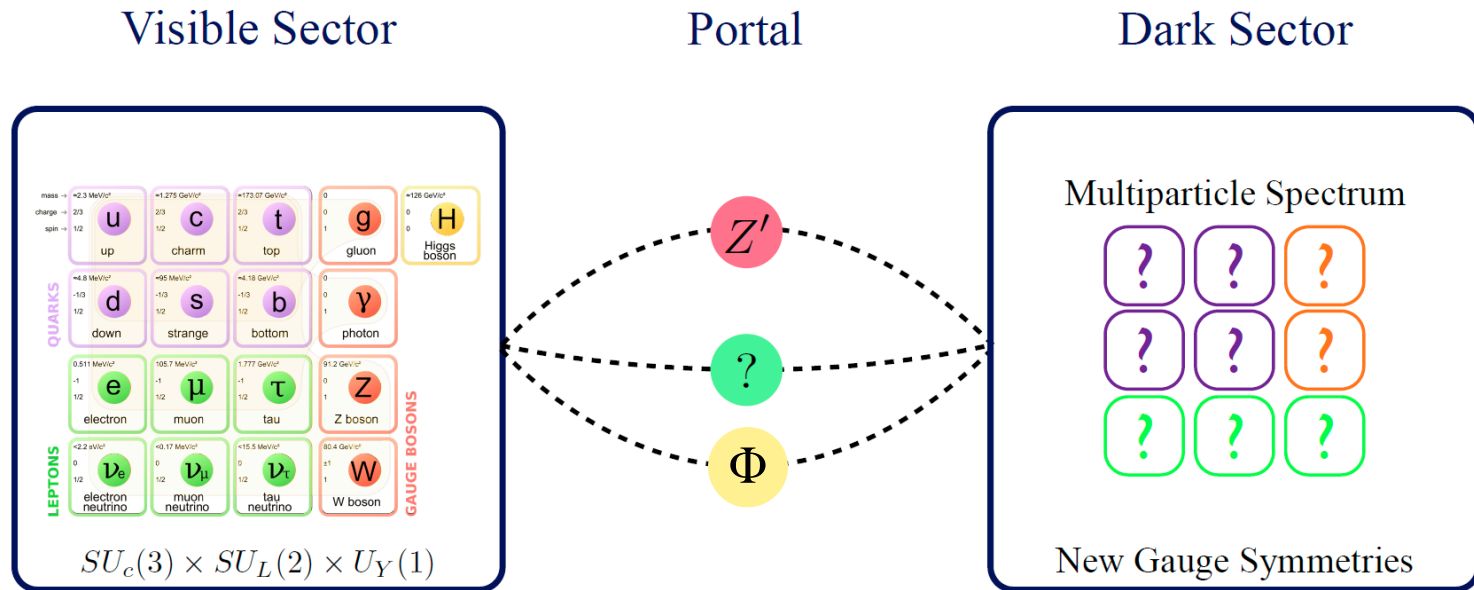 Visible Sector
Portal
Dark Sector
mass → ≈2.3 MeV/c²
charge → 2/3
spin → 1/2
u
up
≈1.275 GeV/c²
2/3
1/2
c
charm
≈173.07 GeV/c²
2/3
1/2
t
top
0
0
1
g
gluon
≈126 GeV/c²
0
0
H
Higgs
boson
QUARKS
≈4.8 MeV/c²
-1/3
1/2
d
down
≈95 MeV/c²
-1/3
1/2
s
strange
≈4.18 GeV/c²
-1/3
1/2
b
bottom
0
0
1
γ
photon
0.511 MeV/c²
-1
1/2
e
electron
105.7 MeV/c²
-1
1/2
μ
muon
1.777 GeV/c²
-1
1/2
τ
tau
91.2 GeV/c²
0
1
Z
Z boson
GAUGE BOSONS
LEPTONS
<2.2 eV/c²
0
1/2
νe
electron
neutrino
<0.17 MeV/c²
0
1/2
νμ
muon
neutrino
<15.5 MeV/c²
0
1/2
ντ
tau
neutrino
80.4 GeV/c²
±1
1
W
W boson
SU_c(3) × SU_L(2) × U_Y(1)
Z′
?
Φ
Multiparticle Spectrum
? ? ?
? ? ?
? ? ?
New Gauge Symmetries